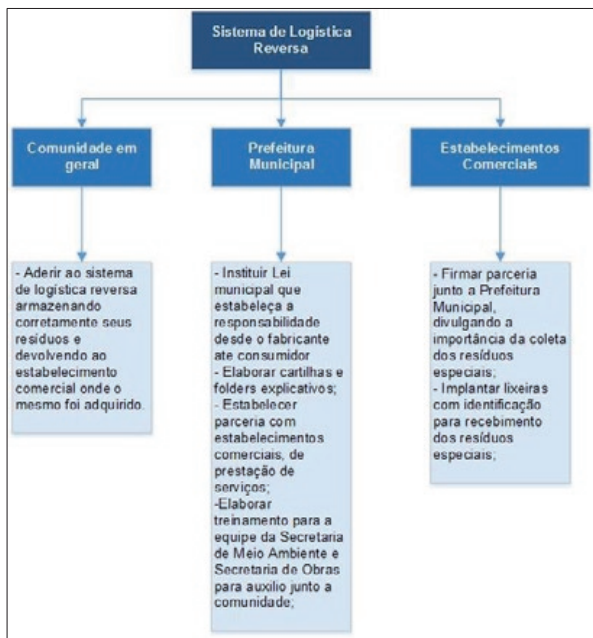 Sistema de Logística
Reversa
Comunidade em
geral
Prefeitura
Municipal
Estabelecimentos
Comerciais
- Aderir ao sistema
de logística reversa
armazenando
corretamente seus
resíduos e
devolvendo ao
estabelecimento
comercial onde o
mesmo foi adquirido.
- Instituir Lei
municipal que
estabeleça a
responsabilidade
desde o fabricante
ate consumidor
- Elaborar cartilhas e
folders explicativos;
- Estabelecer
parceria com
estabelecimentos
comerciais, de
prestação de
serviços;
-Elaborar
treinamento para a
equipe da Secretaria
de Meio Ambiente e
Secretaria de Obras
para auxilio junto a
comunidade;
- Firmar parceria
junto a Prefeitura
Municipal,
divulgando a
importância da coleta
dos resíduos
especiais;
- Implantar lixeiras
com identificação
para recebimento
dos resíduos
especiais;